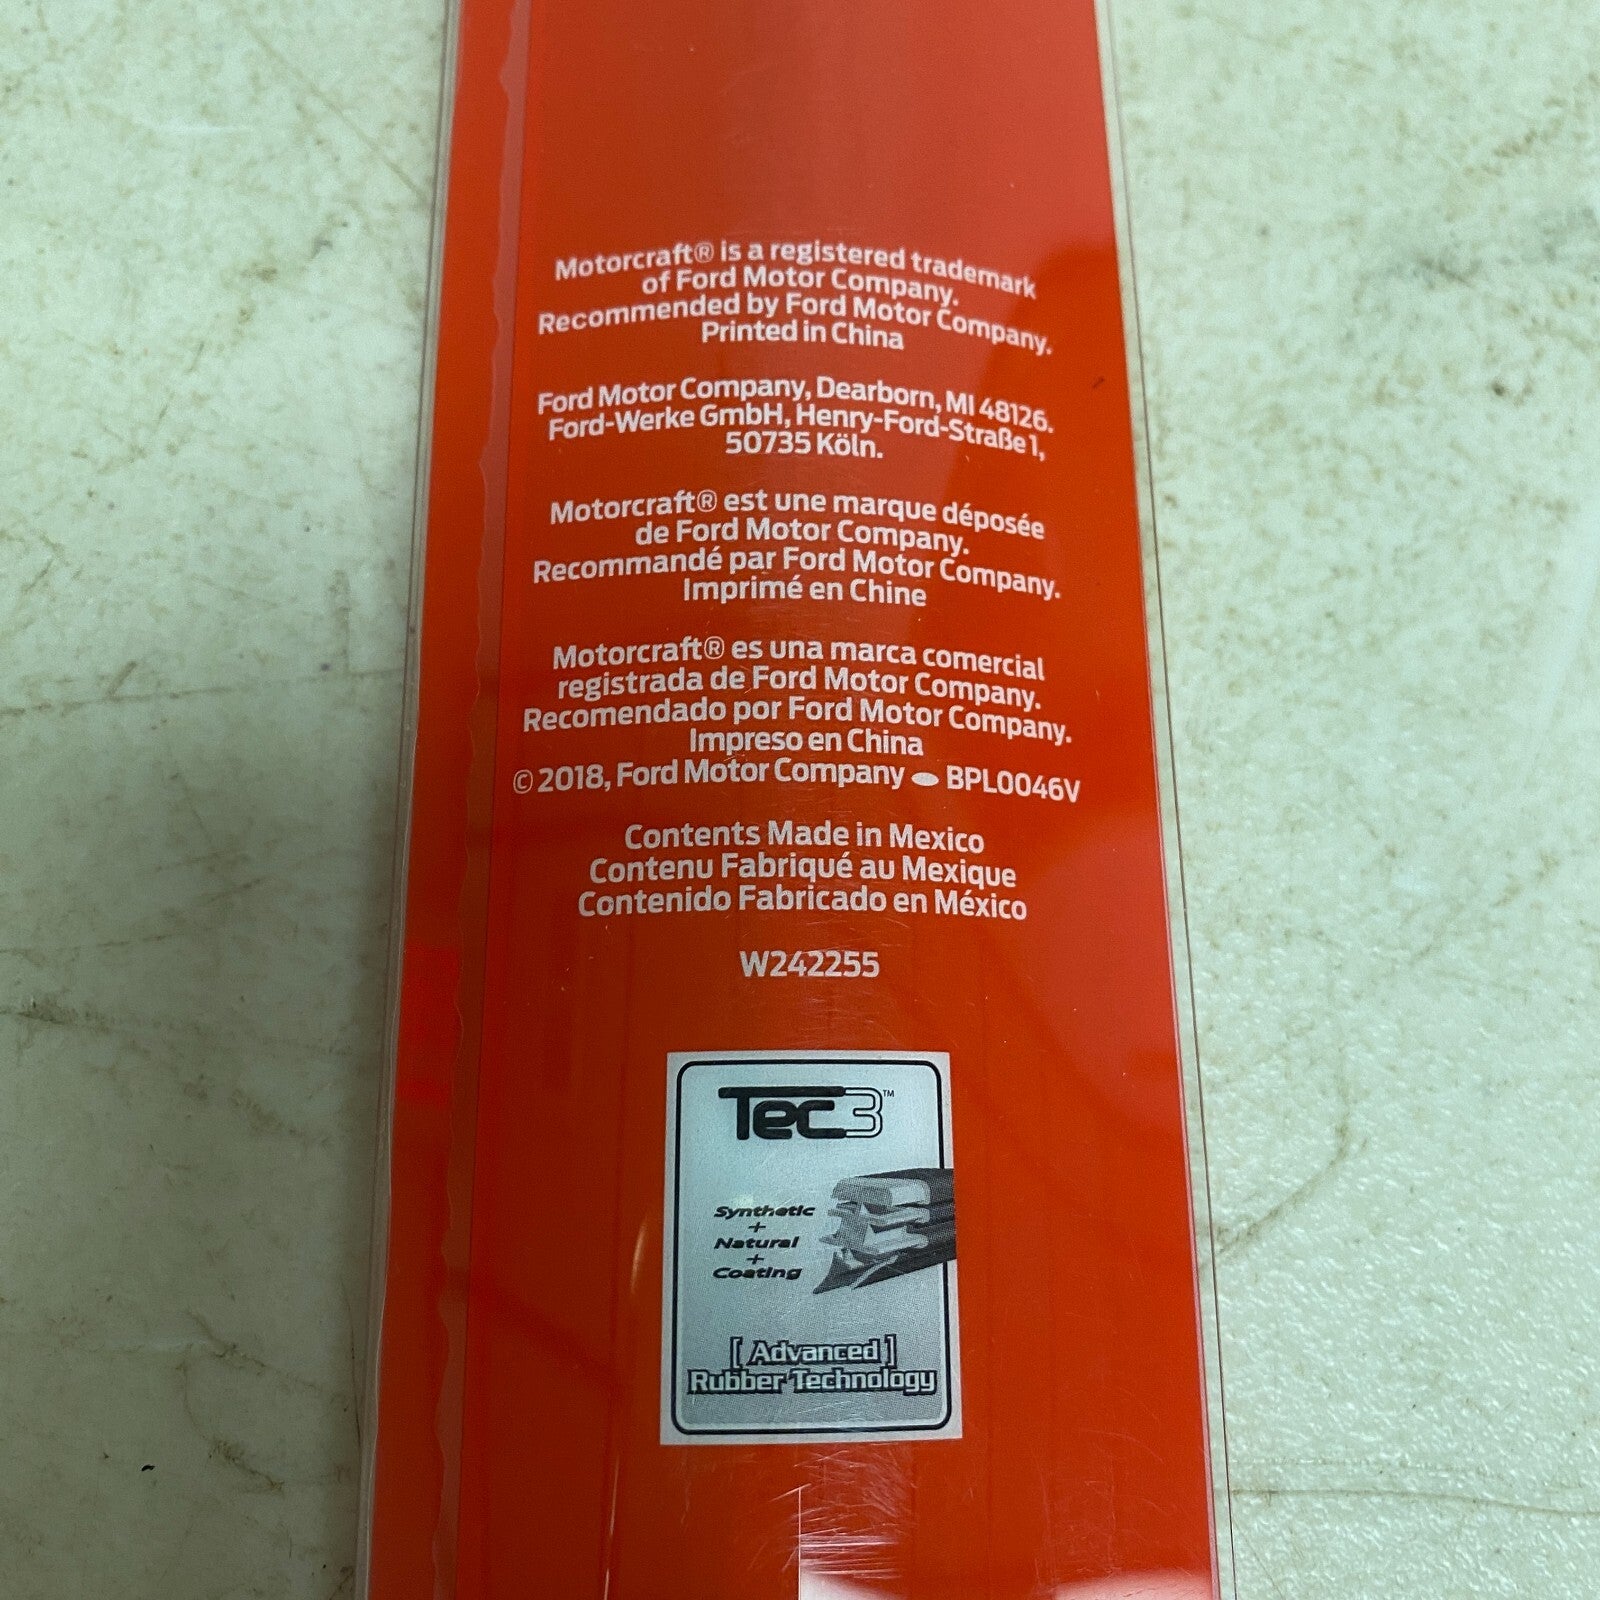 Motorcraft® is a registered trademark
of Ford Motor Company.
Recommended by Ford Motor Company.
Printed in China
Ford Motor Company, Dearborn, MI 48126.
Ford-Werke GmbH, Henry-Ford-Straße 1,
50735 Köln.
Motorcraft® est une marque déposée
de Ford Motor Company.
Recommandé par Ford Motor Company.
Imprimé en Chine
Motorcraft® es una marca comercial
registrada de Ford Motor Company.
Recomendado por Ford Motor Company.
Impreso en China
© 2018, Ford Motor Company BPL0046V
Contents Made in Mexico
Contenu Fabriqué au Mexique
Contenido Fabricado en México
W242255
Tec3™
Synthetic
+
Natural
+
Coating
[ Advanced ]
Rubber Technology